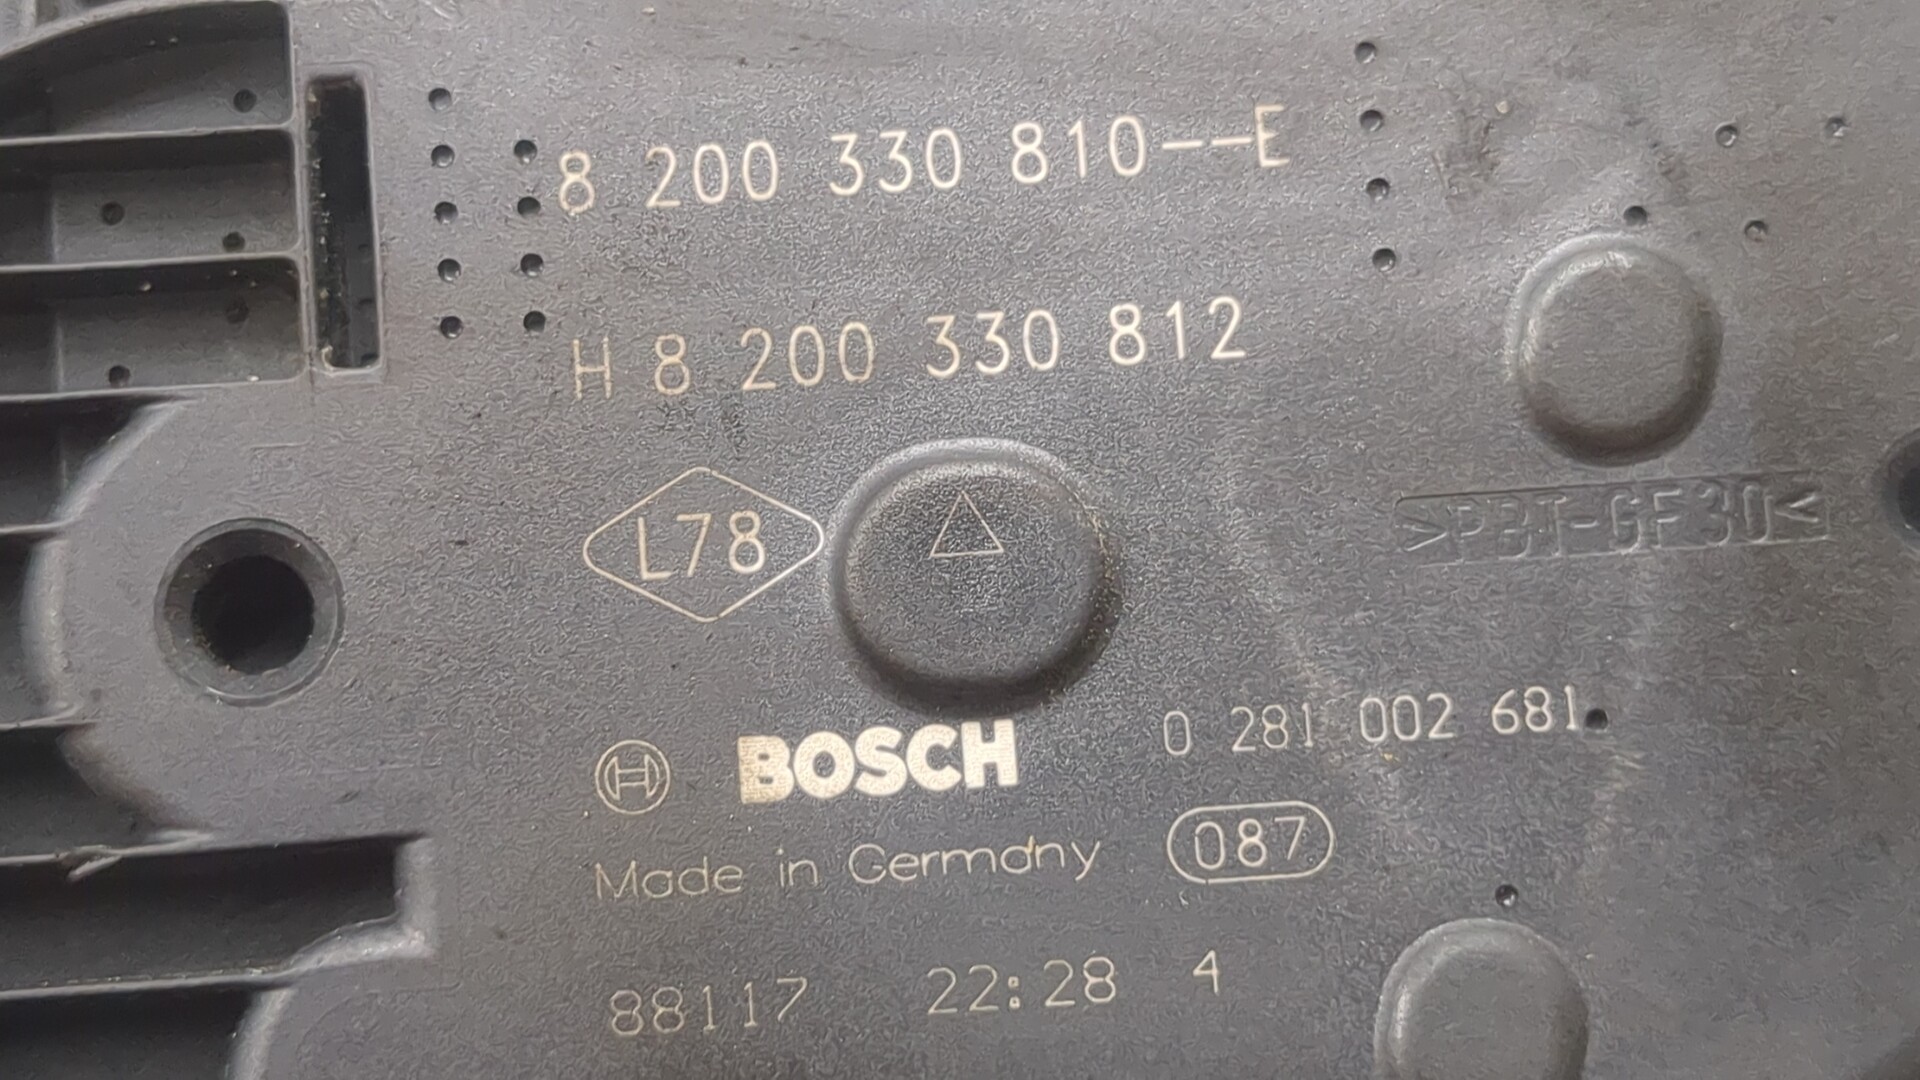 8 200 330 810--E
H 8 200 330 812
L78
>PBT-GF30<
BOSCH 0 281 002 681
Made in Germany 087
88117 22:28 4